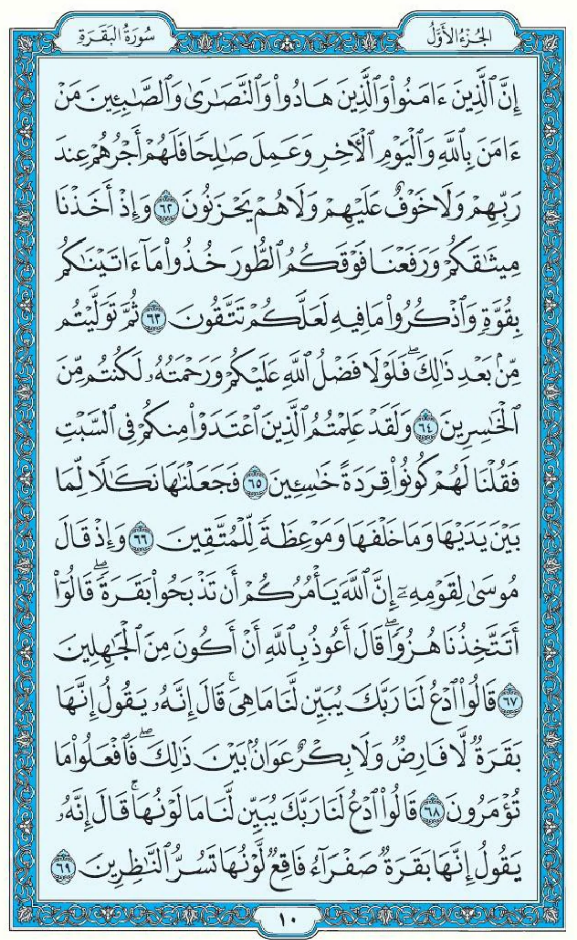 الجُزْءُ الأَوَّلُ
سُورَةُ البَقَرَةِ
إِنَّ ٱلَّذِينَ ءَامَنُوا۟ وَٱلَّذِينَ هَادُوا۟ وَٱلنَّصَٰرَىٰ وَٱلصَّٰبِـِٔينَ مَنْ
ءَامَنَ بِٱللَّهِ وَٱلْيَوْمِ ٱلْـَٔاخِرِ وَعَمِلَ صَٰلِحًا فَلَهُمْ أَجْرُهُمْ عِندَ
رَبِّهِمْ وَلَا خَوْفٌ عَلَيْهِمْ وَلَا هُمْ يَحْزَنُونَ ٦٢ وَإِذْ أَخَذْنَا
مِيثَٰقَكُمْ وَرَفَعْنَا فَوْقَكُمُ ٱلطُّورَ خُذُوا۟ مَآ ءَاتَيْنَٰكُم
بِقُوَّةٍ وَٱذْكُرُوا۟ مَا فِيهِ لَعَلَّكُمْ تَتَّقُونَ ٦٣ ثُمَّ تَوَلَّيْتُم
مِّنۢ بَعْدِ ذَٰلِكَ ۖ فَلَوْلَا فَضْلُ ٱللَّهِ عَلَيْكُمْ وَرَحْمَتُهُۥ لَكُنتُم مِّنَ
ٱلْخَٰسِرِينَ ٦٤ وَلَقَدْ عَلِمْتُمُ ٱلَّذِينَ ٱعْتَدَوْا۟ مِنكُمْ فِى ٱلسَّبْتِ
فَقُلْنَا لَهُمْ كُونُوا۟ قِرَدَةً خَٰسِـِٔينَ ٦٥ فَجَعَلْنَٰهَا نَكَٰلًا لِّمَا
بَيْنَ يَدَيْهَا وَمَا خَلْفَهَا وَمَوْعِظَةً لِّلْمُتَّقِينَ ٦٦ وَإِذْ قَالَ
مُوسَىٰ لِقَوْمِهِۦٓ إِنَّ ٱللَّهَ يَأْمُرُكُمْ أَن تَذْبَحُوا۟ بَقَرَةً ۖ قَالُوٓا۟
أَتَتَّخِذُنَا هُزُوًا ۖ قَالَ أَعُوذُ بِٱللَّهِ أَنْ أَكُونَ مِنَ ٱلْجَٰهِلِينَ
٦٧ قَالُوا۟ ٱدْعُ لَنَا رَبَّكَ يُبَيِّن لَّنَا مَا هِىَ ۚ قَالَ إِنَّهُۥ يَقُولُ إِنَّهَا
بَقَرَةٌ لَّا فَارِضٌ وَلَا بِكْرٌ عَوَانٌۢ بَيْنَ ذَٰلِكَ ۖ فَٱفْعَلُوا۟ مَا
تُؤْمَرُونَ ٦٨ قَالُوا۟ ٱدْعُ لَنَا رَبَّكَ يُبَيِّن لَّنَا مَا لَوْنُهَا ۚ قَالَ إِنَّهُۥ
يَقُولُ إِنَّهَا بَقَرَةٌ صَفْرَآءُ فَاقِعٌ لَّوْنُهَا تَسُرُّ ٱلنَّٰظِرِينَ ٦٩
١٠